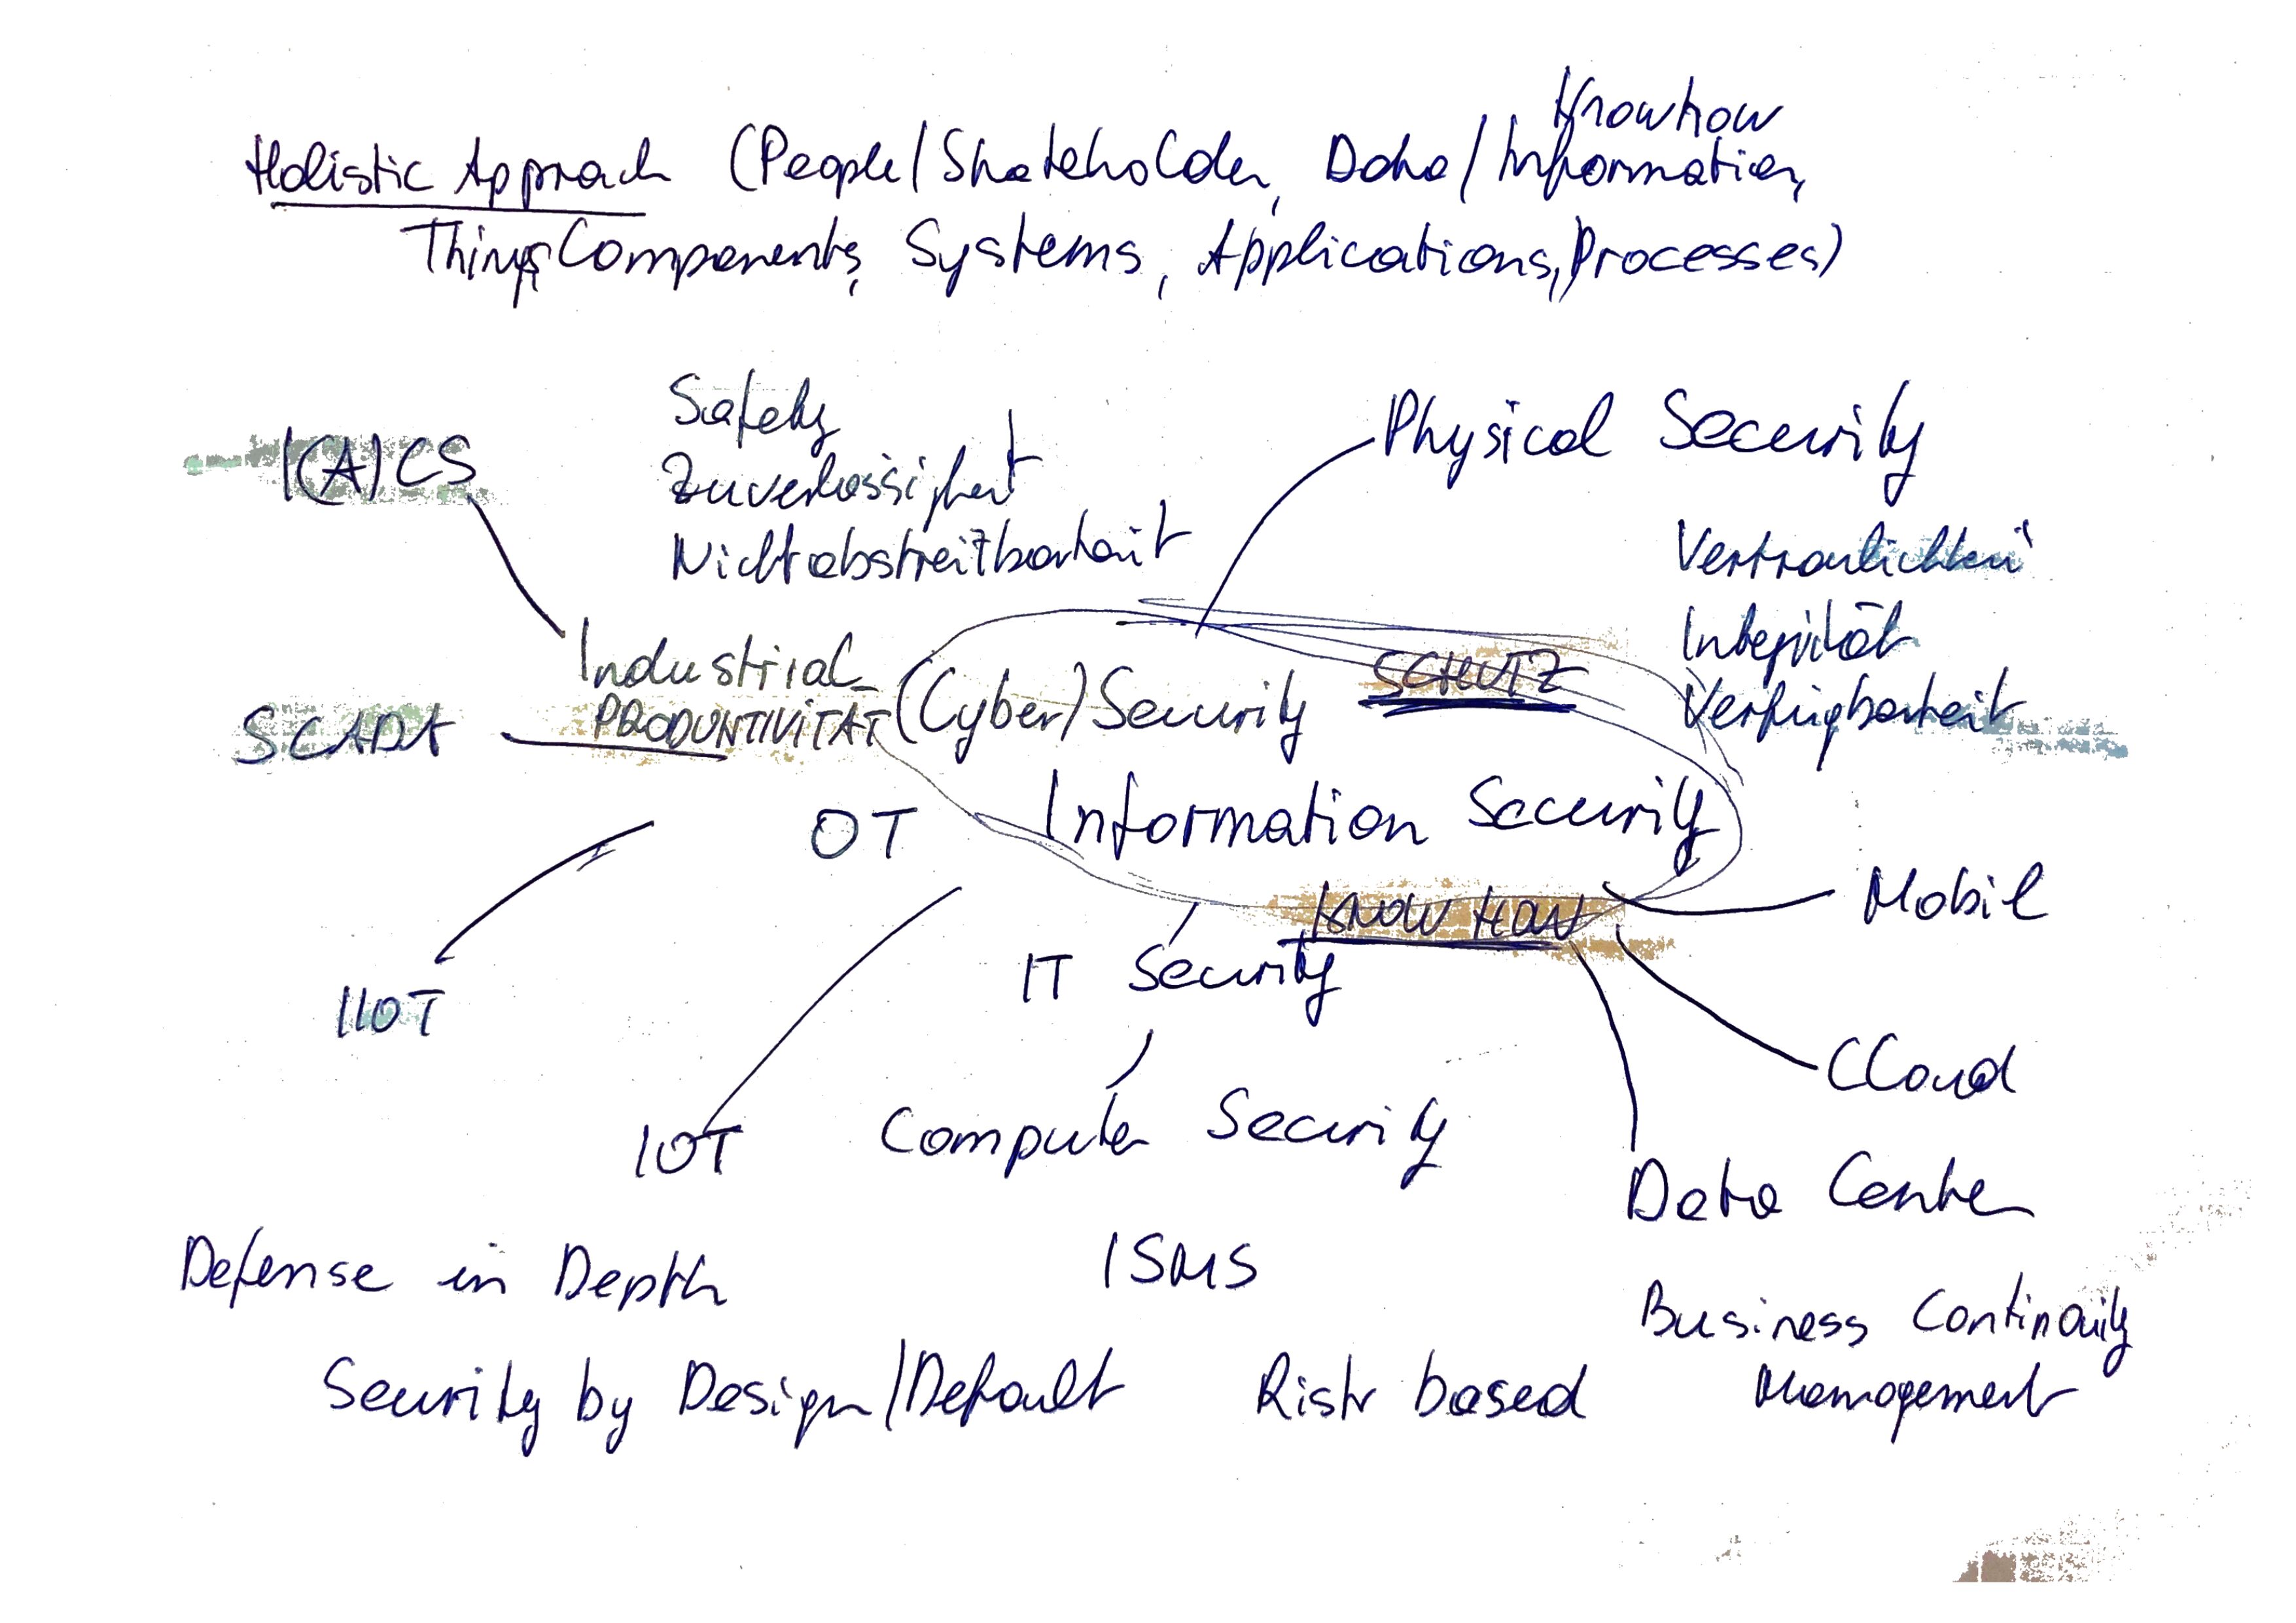 Knowhow
Holistic Approach (People/Stakeholder, Data/Information,
Things, Components, Systems, Applications, Processes)
Safety
Zuverlässigkeit
Nichtabstreitbarkeit
I(A)CS
Physical Security
Vertraulichkeit
Integrität
Verfügbarkeit
Industrial
PRODUKTIVITÄT
(Cyber)Security
SCHUTZ
SCADA
OT
Information Security
KNOW HOW
Mobil
IT Security
IIOT
Cloud
IOT
Computer Security
Data Center
Defense in Depth
ISMS
Business Continuity
Management
Security by Design/Default
Risk based